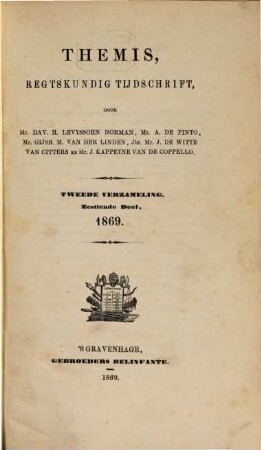 THEMIS,
REGTSKUNDIG TIJDSCHRIFT,
DOOR
Mr. DAV. H. LEVYSSOHN NORMAN, Mr. A. DE PINTO,
Mr. GIJSB. M. VAN DER LINDEN, Jhr. Mr. J. DE WITTE
VAN CITTERS en Mr. J. KAPPEYNE VAN DE COPPELLO.
TWEEDE VERZAMELING.
Zestiende Deel,
1869.
'S GRAVENHAGE,
GEBROEDERS BELINFANTE.
1869.